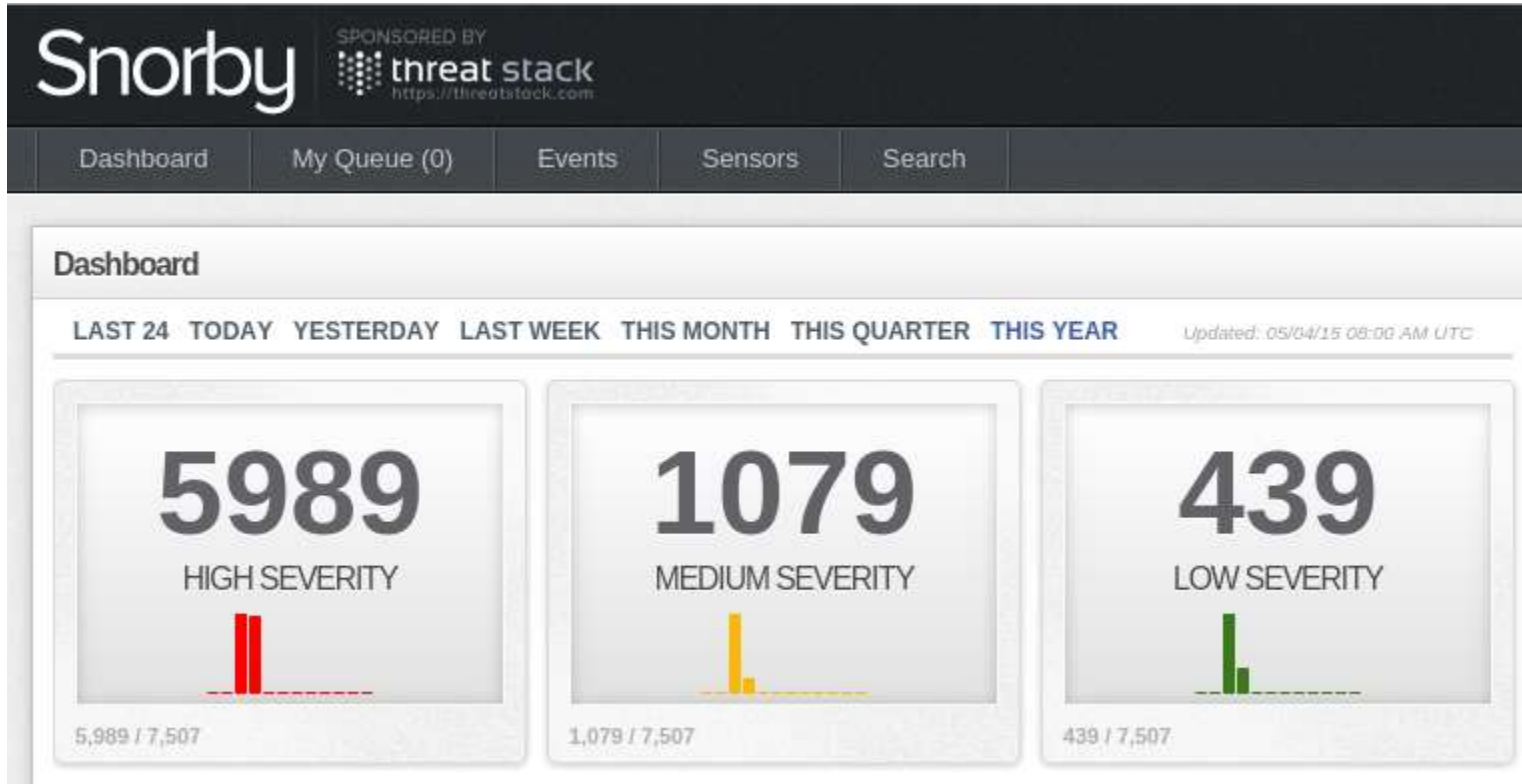 Snorby
SPONSORED BY
threat stack
https://threatstack.com
Dashboard My Queue (0) Events Sensors Search
Dashboard
LAST 24 TODAY YESTERDAY LAST WEEK THIS MONTH THIS QUARTER THIS YEAR Updated: 05/04/15 08:00 AM UTC
5989 1079 439
HIGH SEVERITY MEDIUM SEVERITY LOW SEVERITY
5,989 / 7,507 1,079 / 7,507 439 / 7,507